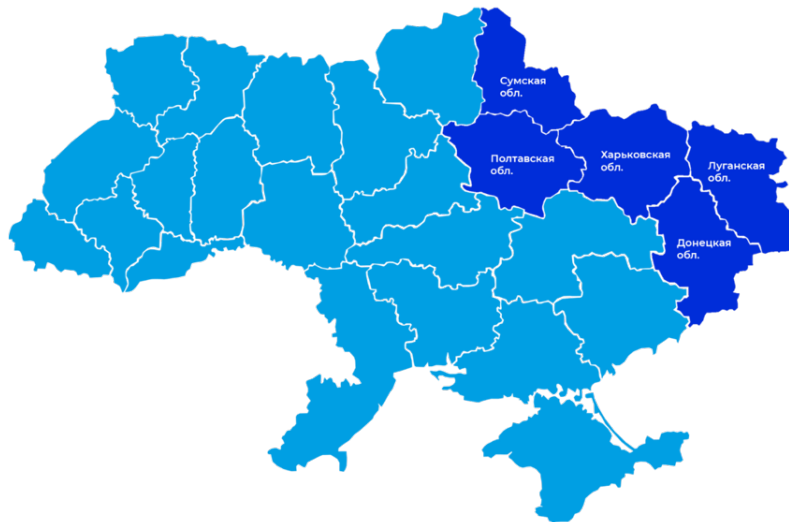 Сумская
обл.
Полтавская
обл.
Харьковская
обл.
Луганская
обл.
Донецкая
обл.